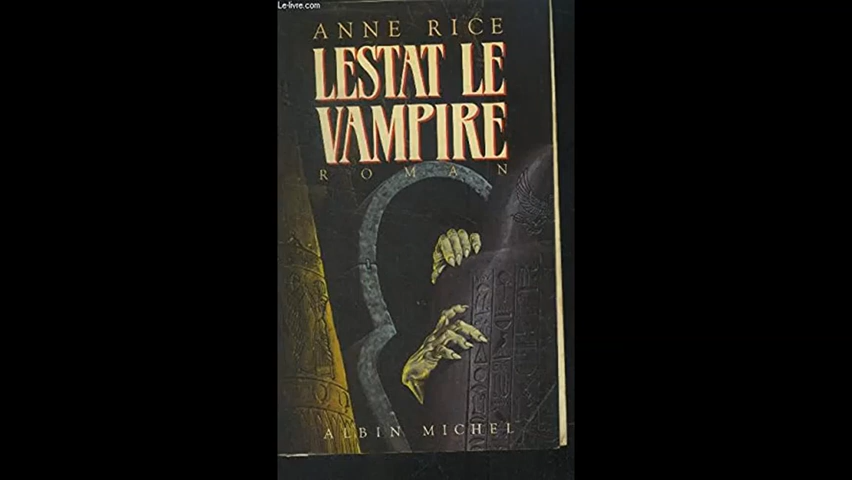 Le-livre.com
ANNE RICE
LESTAT LE
VAMPIRE
ROMAN
ALBIN MICHEL